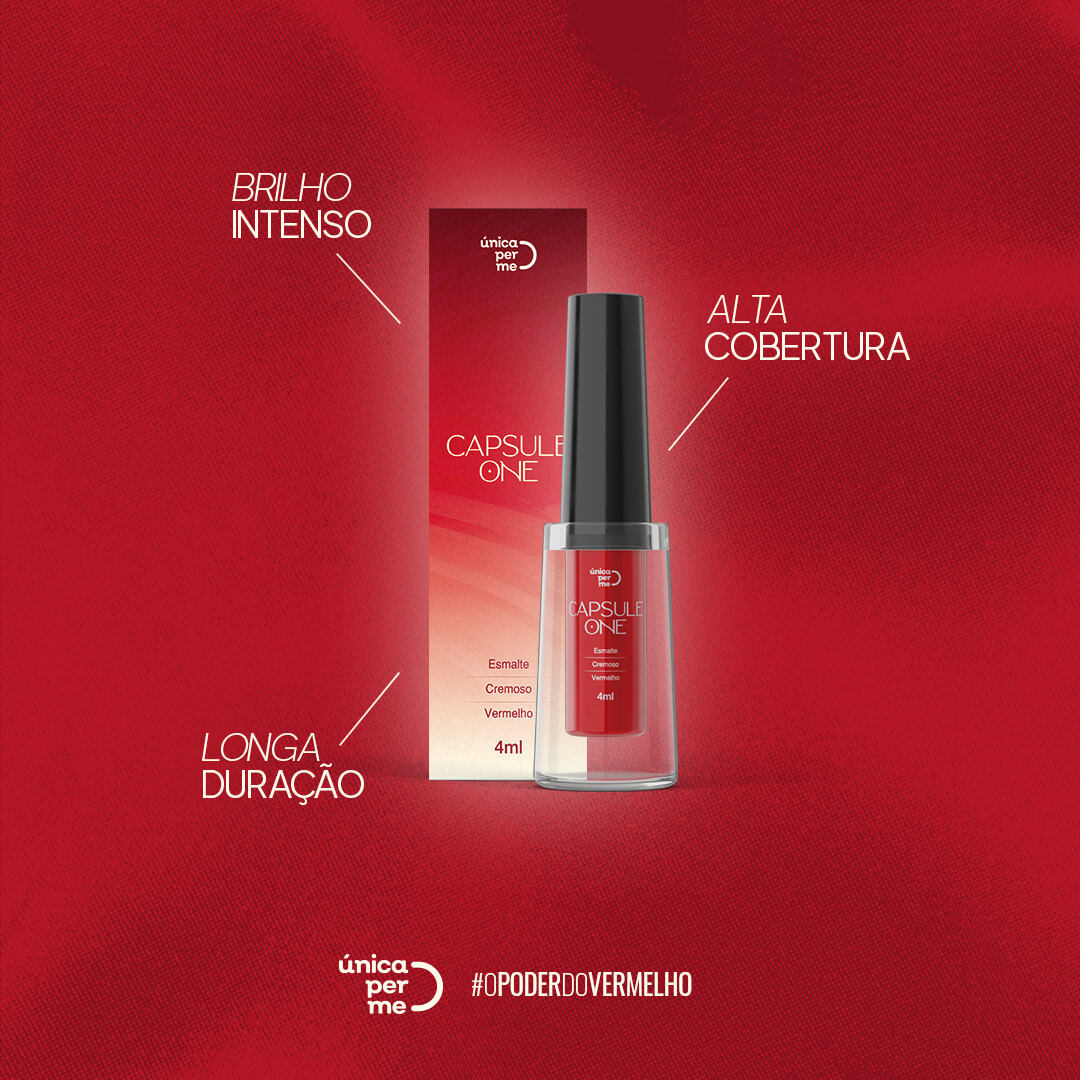 BRILHO
INTENSO
única
per
me
ALTA
COBERTURA
CAPSULE
ONE
única
per
me
CAPSULE
ONE
Esmalte
Cremoso
Vermelho
4ml
Esmalte
Cremoso
Vermelho
4ml
LONGA
DURAÇÃO
única
per
me
#OPODERDOVERMELHO